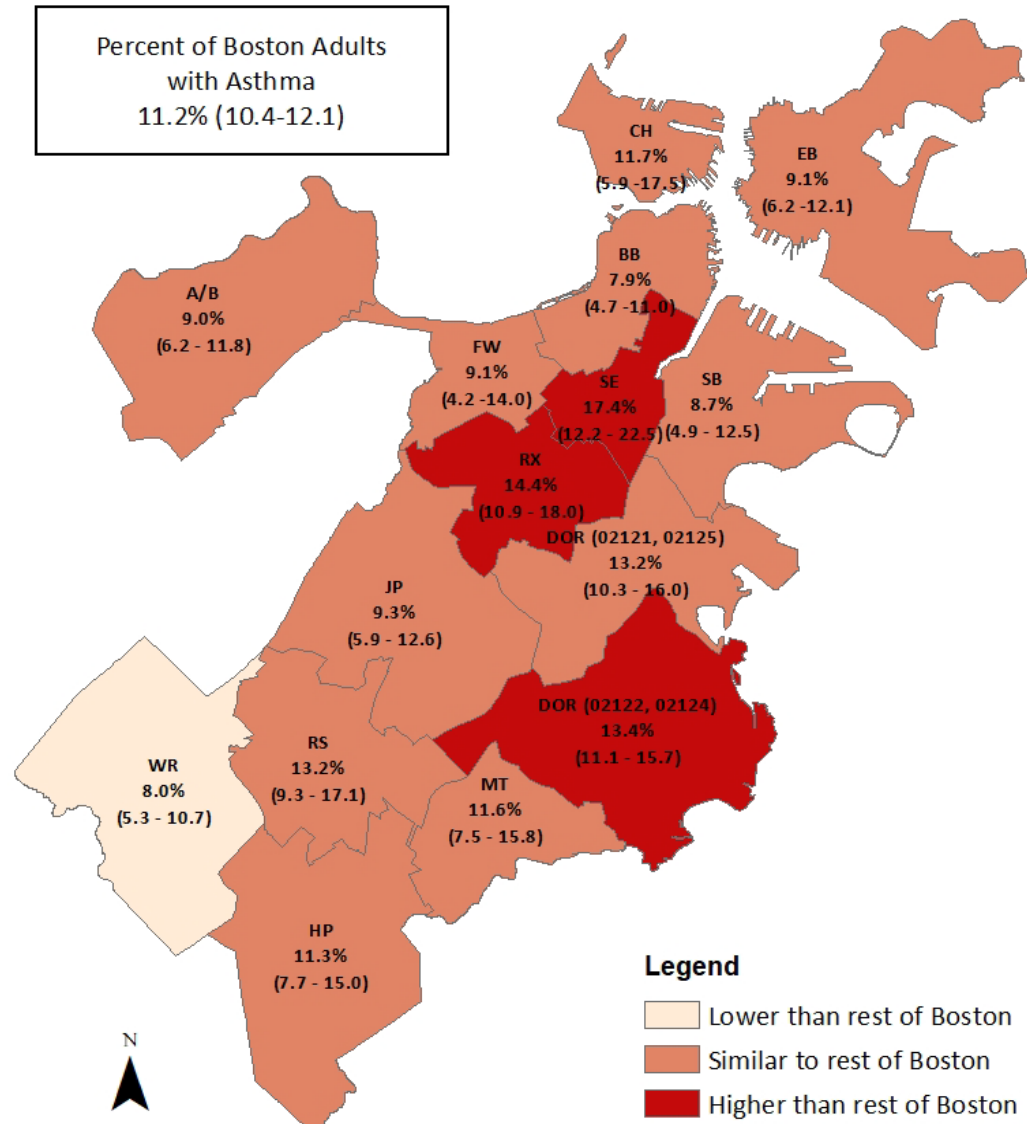 Percent of Boston Adults
with Asthma
11.2% (10.4-12.1)
CH
11.7%
(5.9 -17.5)
EB
9.1%
(6.2 -12.1)
BB
7.9%
(4.7 -11.0)
A/B
9.0%
(6.2 - 11.8)
FW
9.1%
(4.2 -14.0)
SE
17.4%
(12.2 - 22.5)
SB
8.7%
(4.9 - 12.5)
RX
14.4%
(10.9 - 18.0)
DOR (02121, 02125)
13.2%
(10.3 - 16.0)
JP
9.3%
(5.9 - 12.6)
DOR (02122, 02124)
13.4%
(11.1 - 15.7)
RS
13.2%
(9.3 - 17.1)
WR
8.0%
(5.3 - 10.7)
MT
11.6%
(7.5 - 15.8)
HP
11.3%
(7.7 - 15.0)
N
Legend
Lower than rest of Boston
Similar to rest of Boston
Higher than rest of Boston